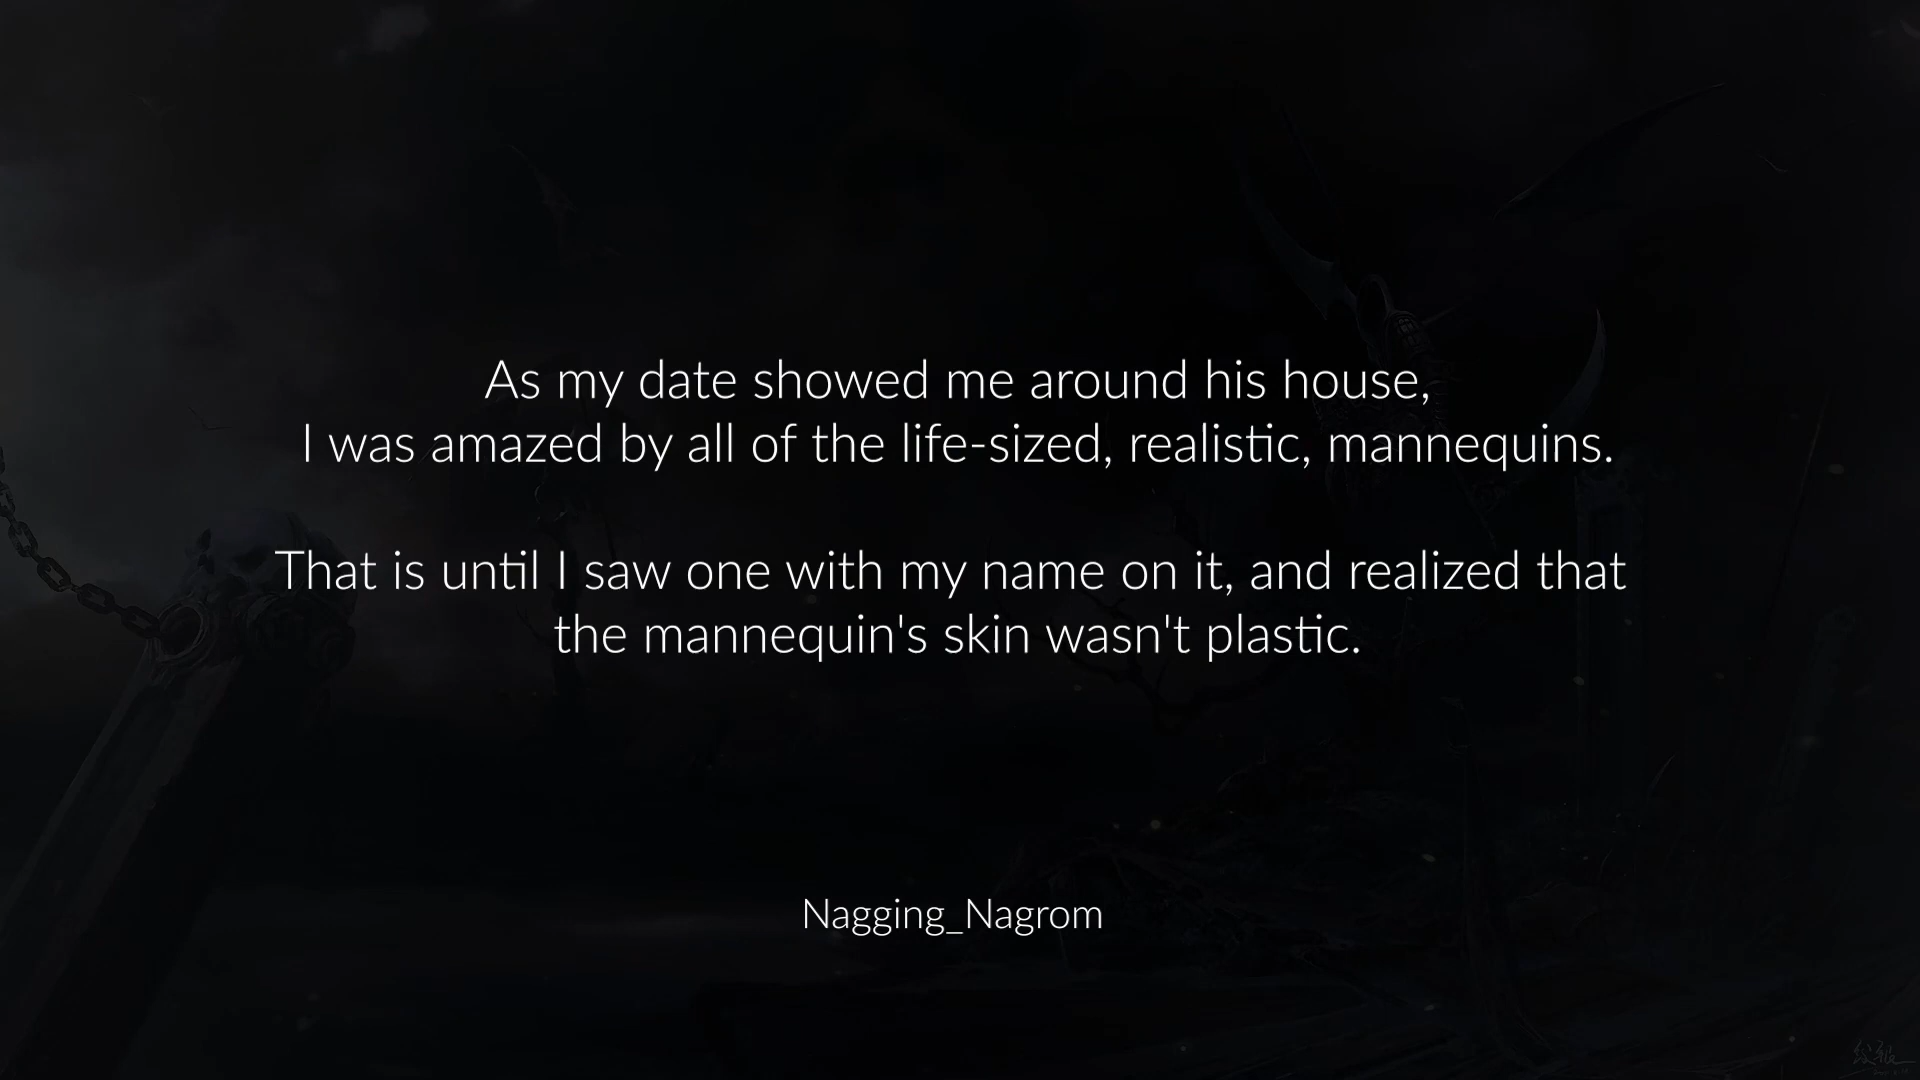 As my date showed me around his house,
I was amazed by all of the life-sized, realistic, mannequins.
That is until I saw one with my name on it, and realized that
the mannequin's skin wasn't plastic.
Nagging_Nagrom